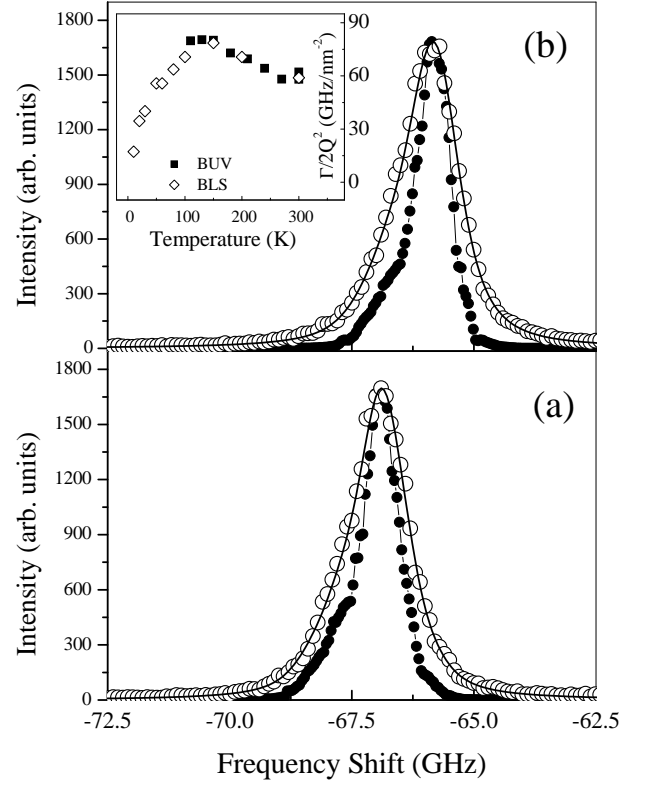 1800
1500
1200
900
600
300
0
Intensity (arb. units)
(b)
90
60
30
0
Γ/2Q² (GHz/nm⁻²)
BUV
BLS
0 100 200 300
Temperature (K)
1800
1500
1200
900
600
300
0
Intensity (arb. units)
(a)
-72.5 -70.0 -67.5 -65.0 -62.5
Frequency Shift (GHz)